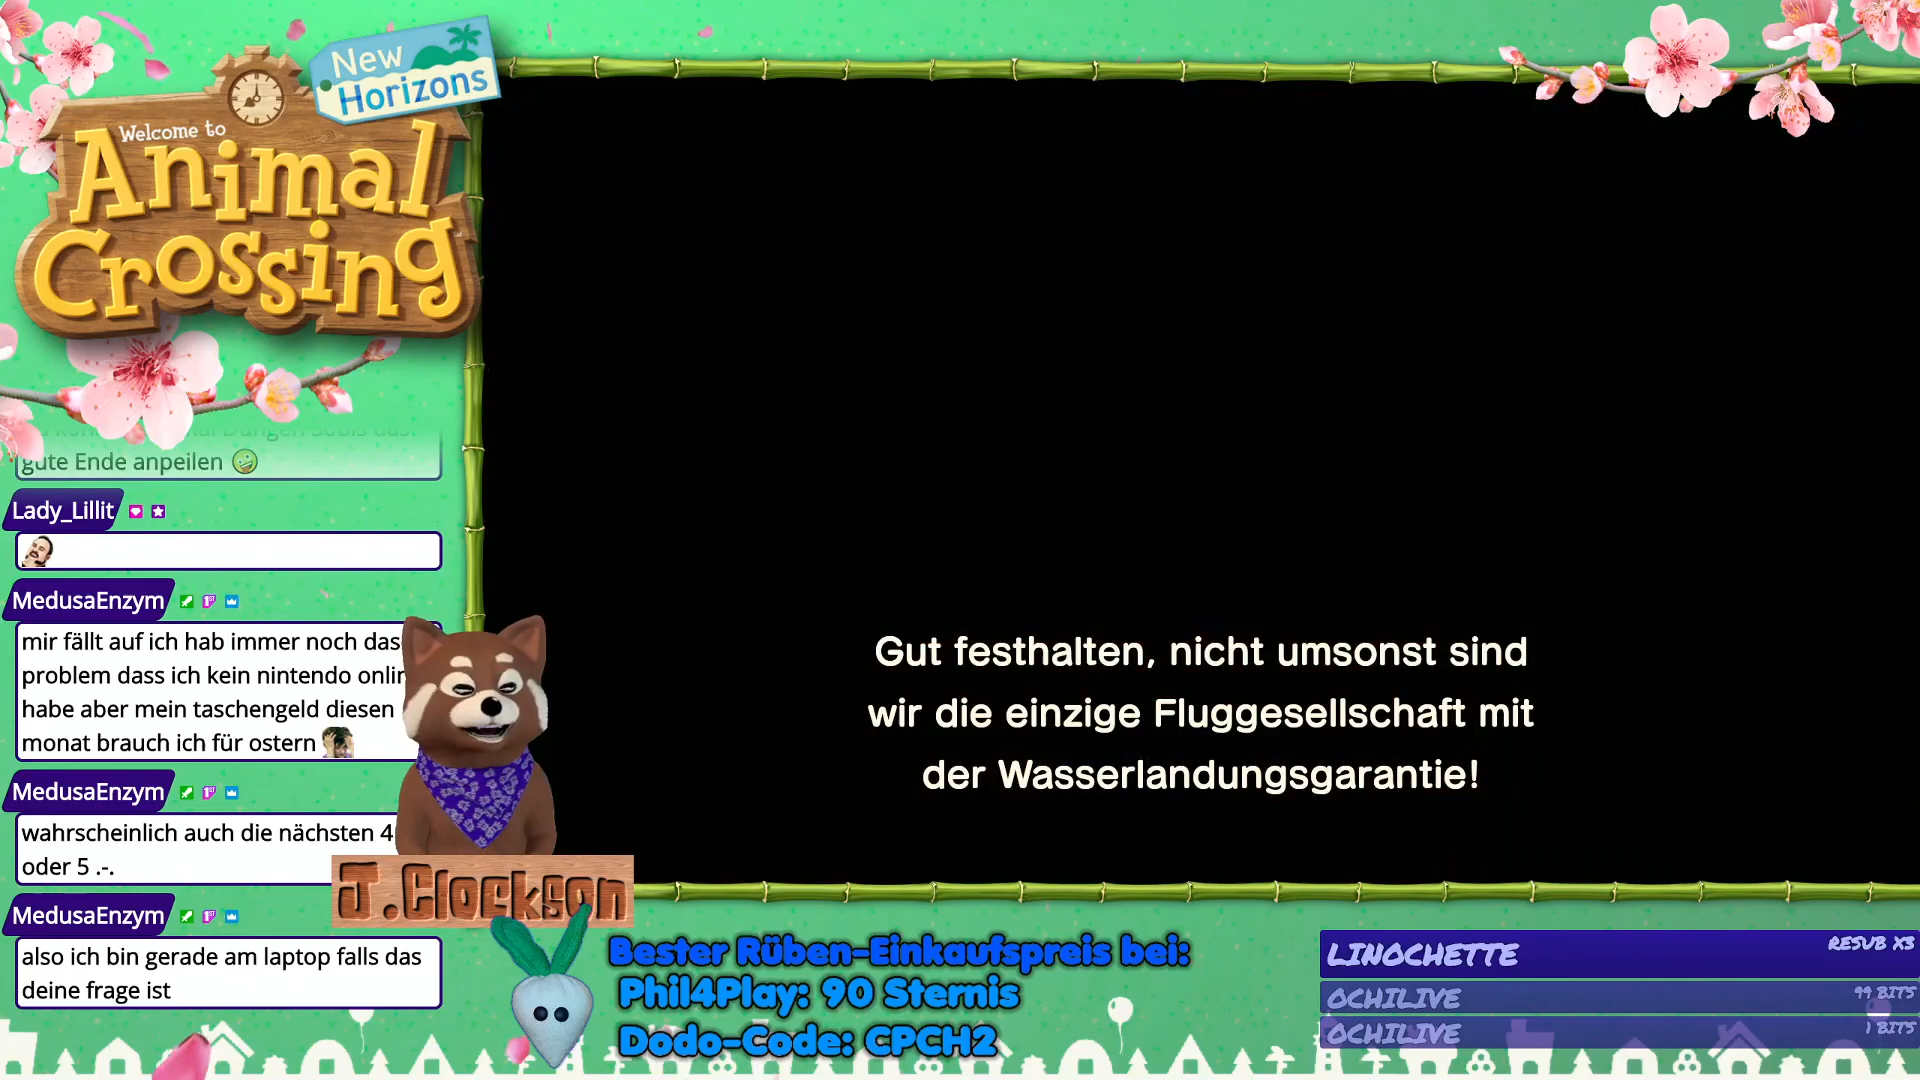 New
Horizons
Welcome to
Animal
Crossing
gute Ende anpeilen
Lady_Lillit
MedusaEnzym
mir fällt auf ich hab immer noch das
problem dass ich kein nintendo onlin
habe aber mein taschengeld diesen
monat brauch ich für ostern
MedusaEnzym
wahrscheinlich auch die nächsten 4
oder 5 .-.
MedusaEnzym
also ich bin gerade am laptop falls das
deine frage ist
Gut festhalten, nicht umsonst sind
wir die einzige Fluggesellschaft mit
der Wasserlandungsgarantie!
J.Clockson
Bester Rüben-Einkaufspreis bei:
Phil4Play: 90 Sternis
Dodo-Code: CPCH2
LINOCHETTE RESUB X3
OCHILIVE 99 BITS
OCHILIVE 1 BITS